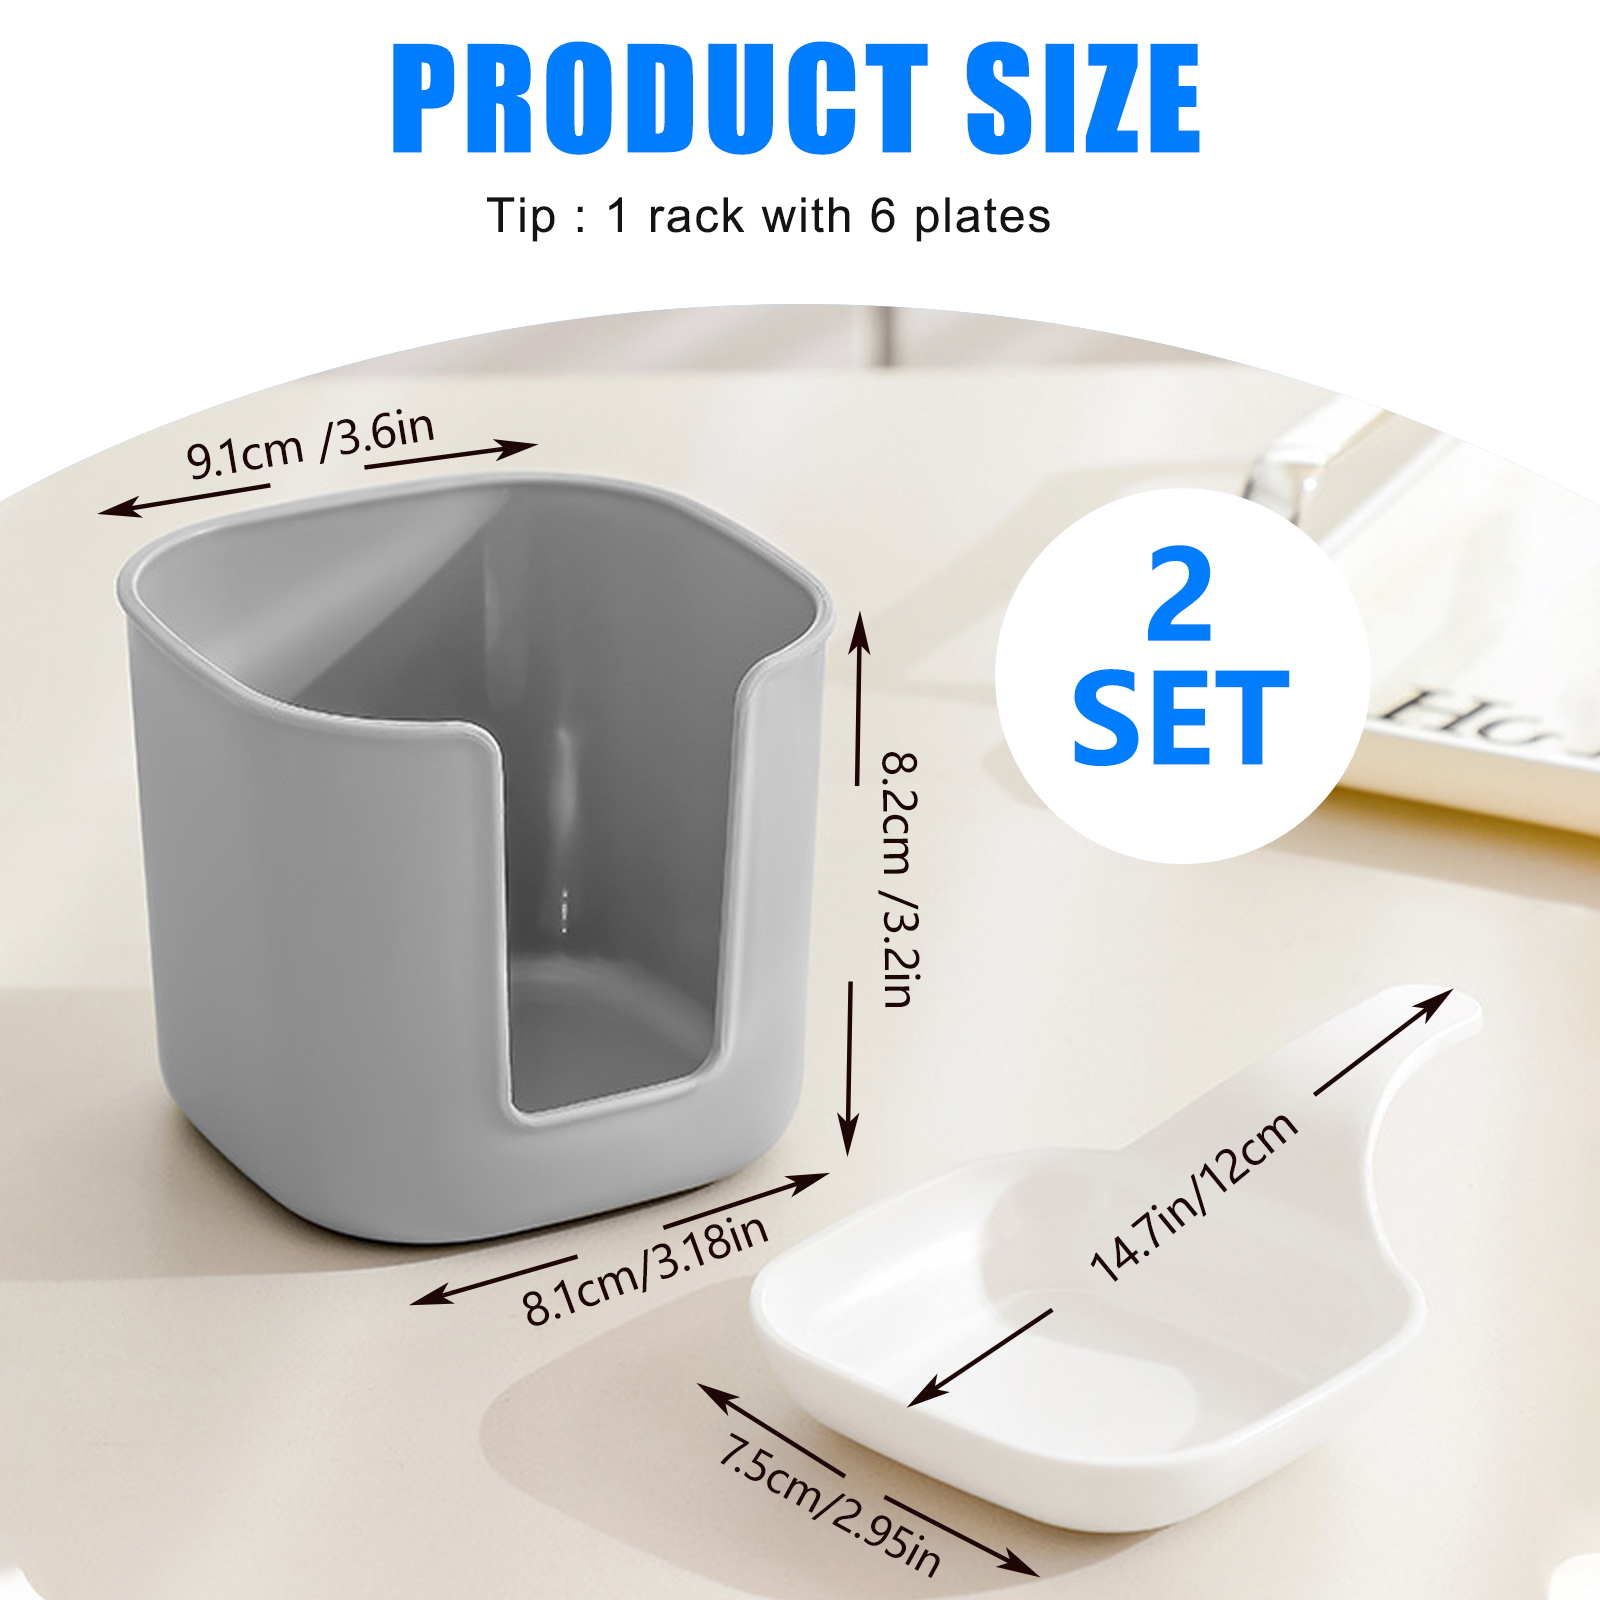 PRODUCT SIZE
Tip : 1 rack with 6 plates
9.1cm /3.6in
2
SET
8.2cm /3.2in
HG
14.7in/12cm
8.1cm/3.18in
7.5cm/2.95in